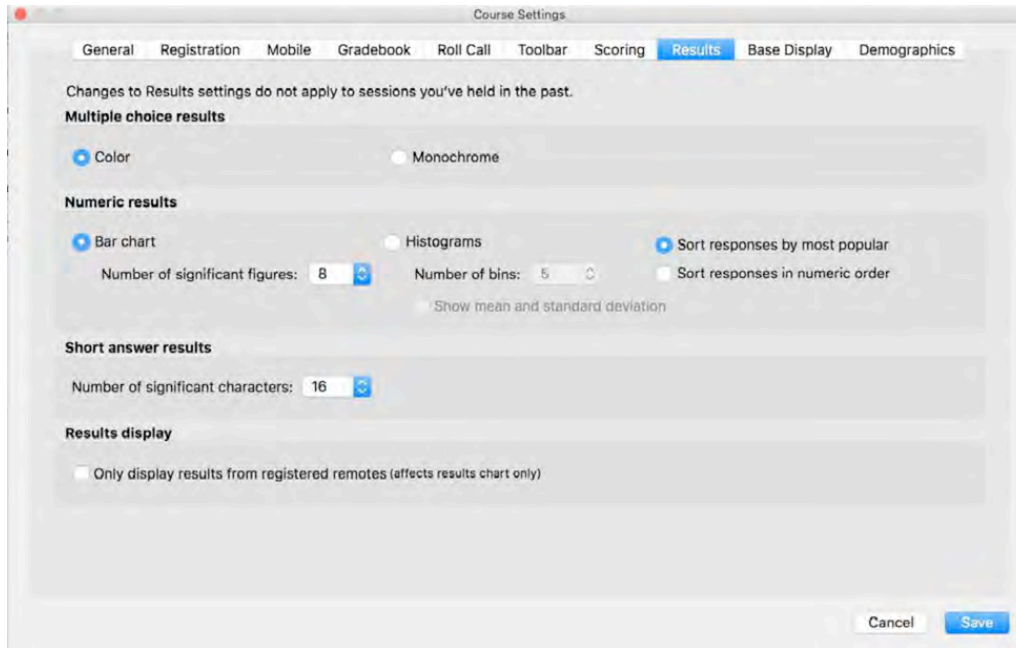 Course Settings
General Registration Mobile Gradebook Roll Call Toolbar Scoring Results Base Display Demographics
Changes to Results settings do not apply to sessions you've held in the past.
Multiple choice results
Color Monochrome
Numeric results
Bar chart Histograms Sort responses by most popular
Number of significant figures: 8 Number of bins: 5 Sort responses in numeric order
Show mean and standard deviation
Short answer results
Number of significant characters: 16
Results display
Only display results from registered remotes (affects results chart only)
Cancel Save